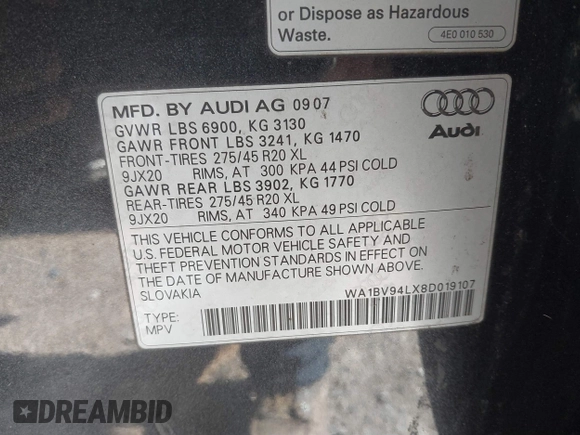 or Dispose as Hazardous
Waste.
4E0 010 530
MFD. BY AUDI AG 0907
GVWR LBS 6900, KG 3130
GAWR FRONT LBS 3241, KG 1470
FRONT-TIRES 275/45 R20 XL
9JX20 RIMS, AT 300 KPA 44 PSI COLD
GAWR REAR LBS 3902, KG 1770
REAR-TIRES 275/45 R20 XL
9JX20 RIMS, AT 340 KPA 49 PSI COLD
Audi
THIS VEHICLE CONFORMS TO ALL APPLICABLE
U.S. FEDERAL MOTOR VEHICLE SAFETY AND
THEFT PREVENTION STANDARDS IN EFFECT ON
THE DATE OF MANUFACTURE SHOWN ABOVE.
SLOVAKIA
WA1BV94LX8D019107
TYPE:
MPV
DREAMBID